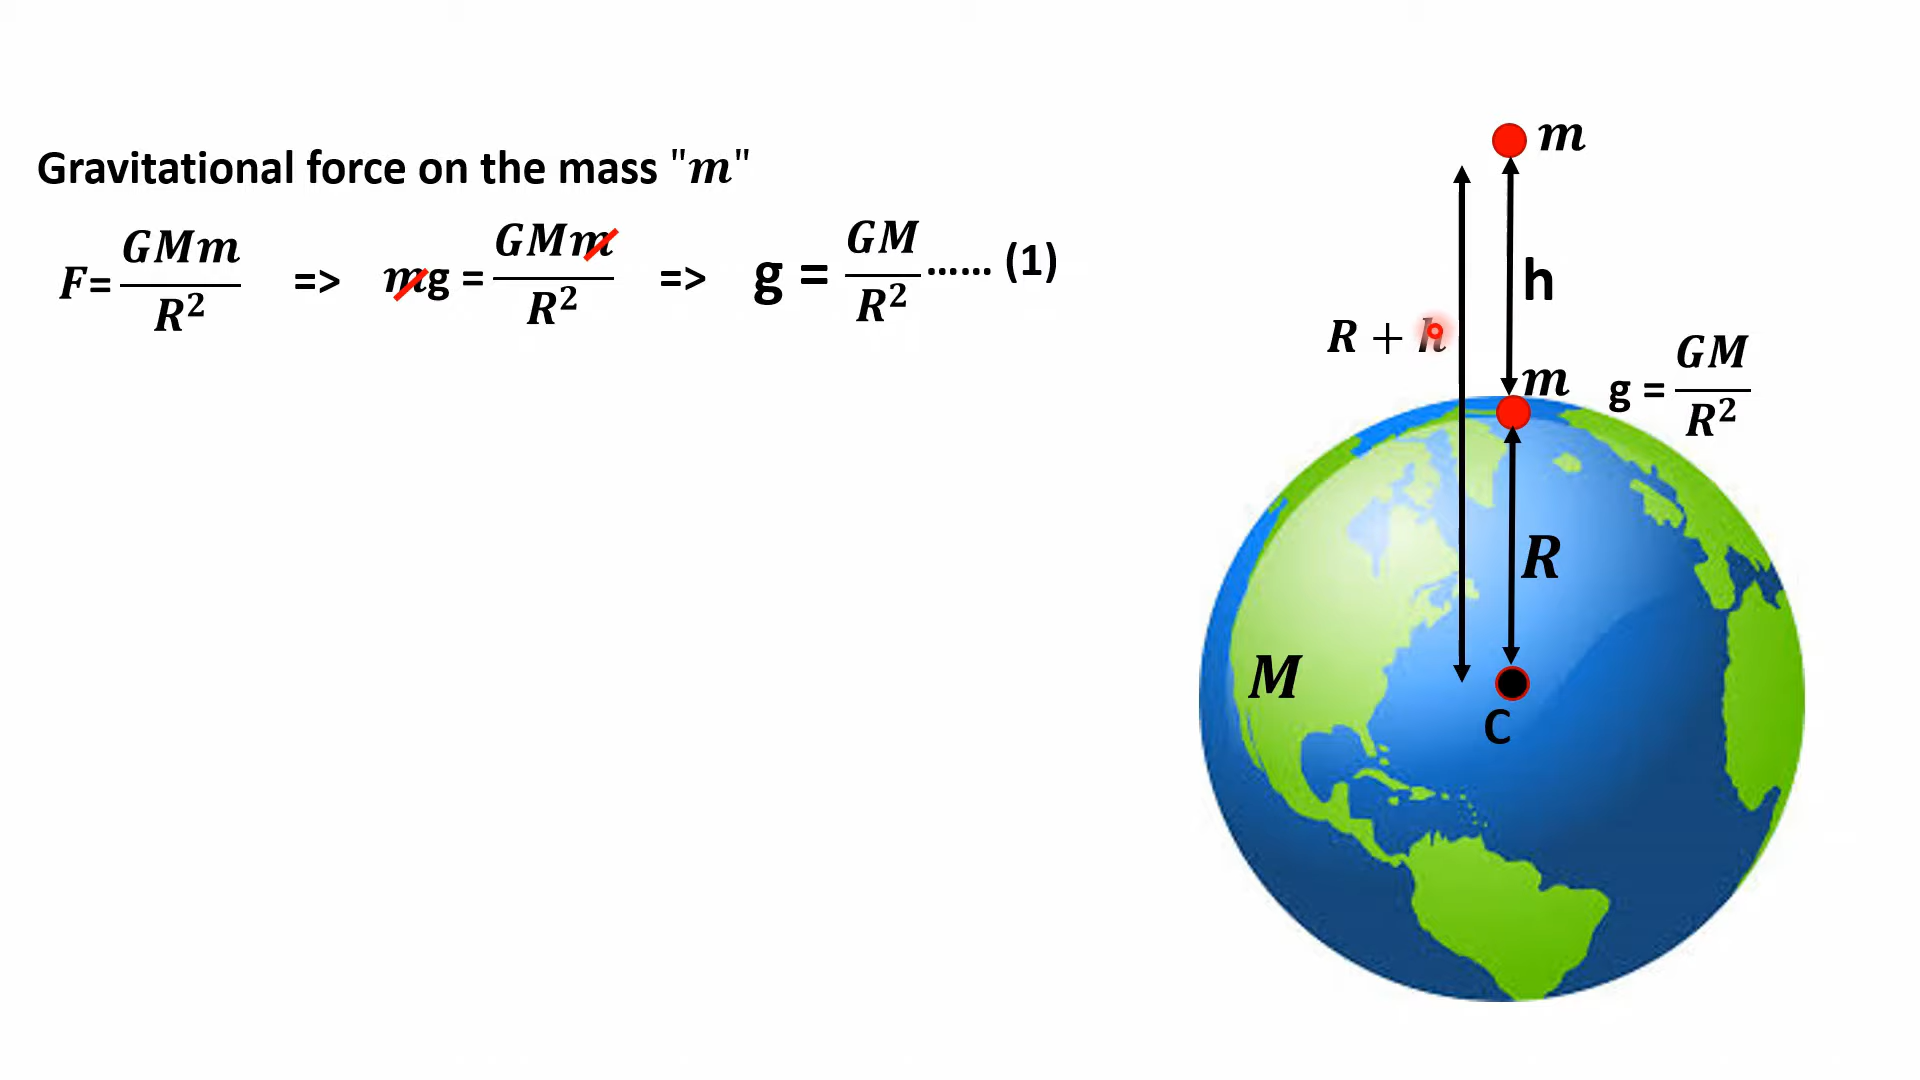 Gravitational force on the mass "m"
F= GMm / R² => mg = GMm / R² => g = GM / R² ...... (1)
m
h
R + h
m
g = GM / R²
R
M
C